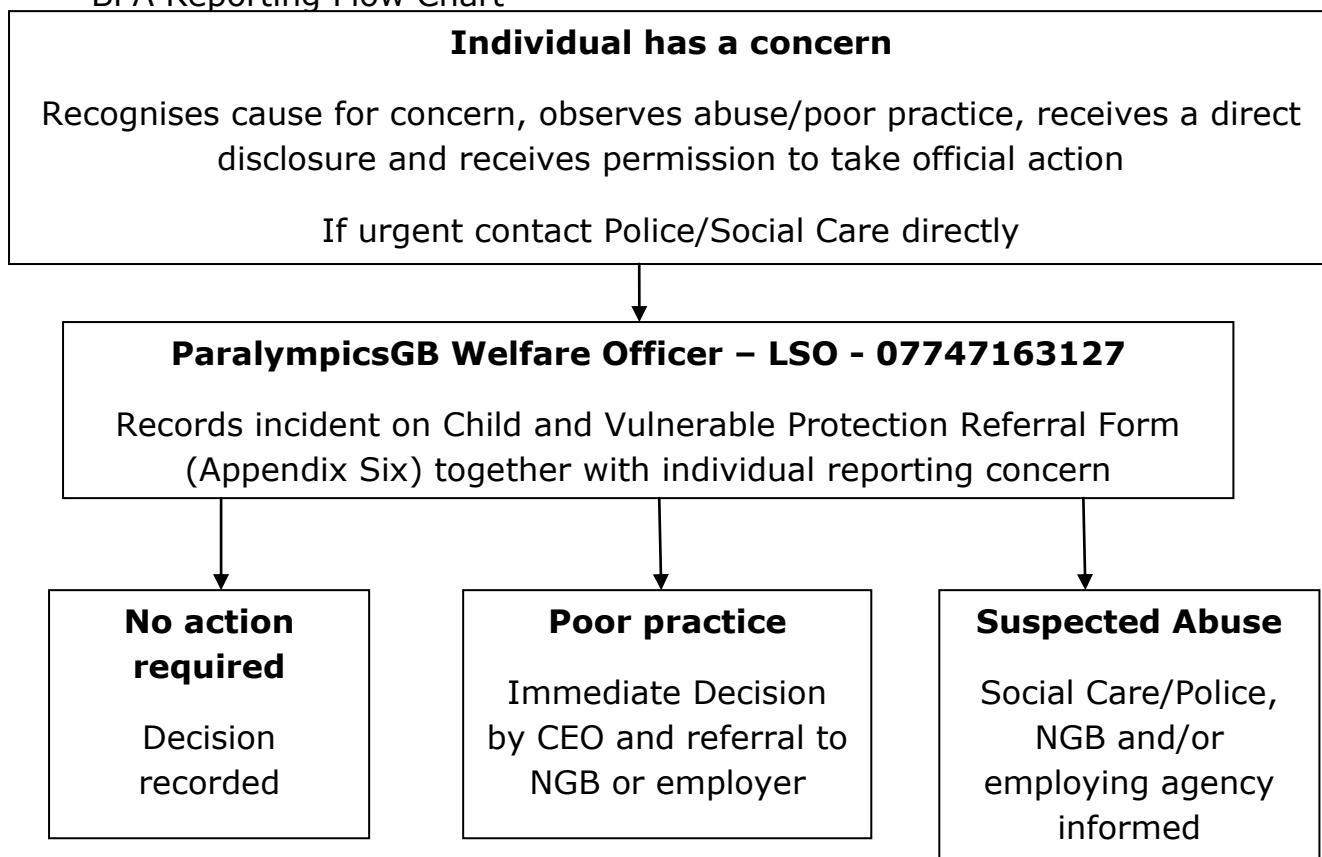 BPA Reporting Flow Chart
Individual has a concern
Recognises cause for concern, observes abuse/poor practice, receives a direct
disclosure and receives permission to take official action
If urgent contact Police/Social Care directly
ParalympicsGB Welfare Officer – LSO - 07747163127
Records incident on Child and Vulnerable Protection Referral Form
(Appendix Six) together with individual reporting concern
No action
required
Decision
recorded
Poor practice
Immediate Decision
by CEO and referral to
NGB or employer
Suspected Abuse
Social Care/Police,
NGB and/or
employing agency
informed